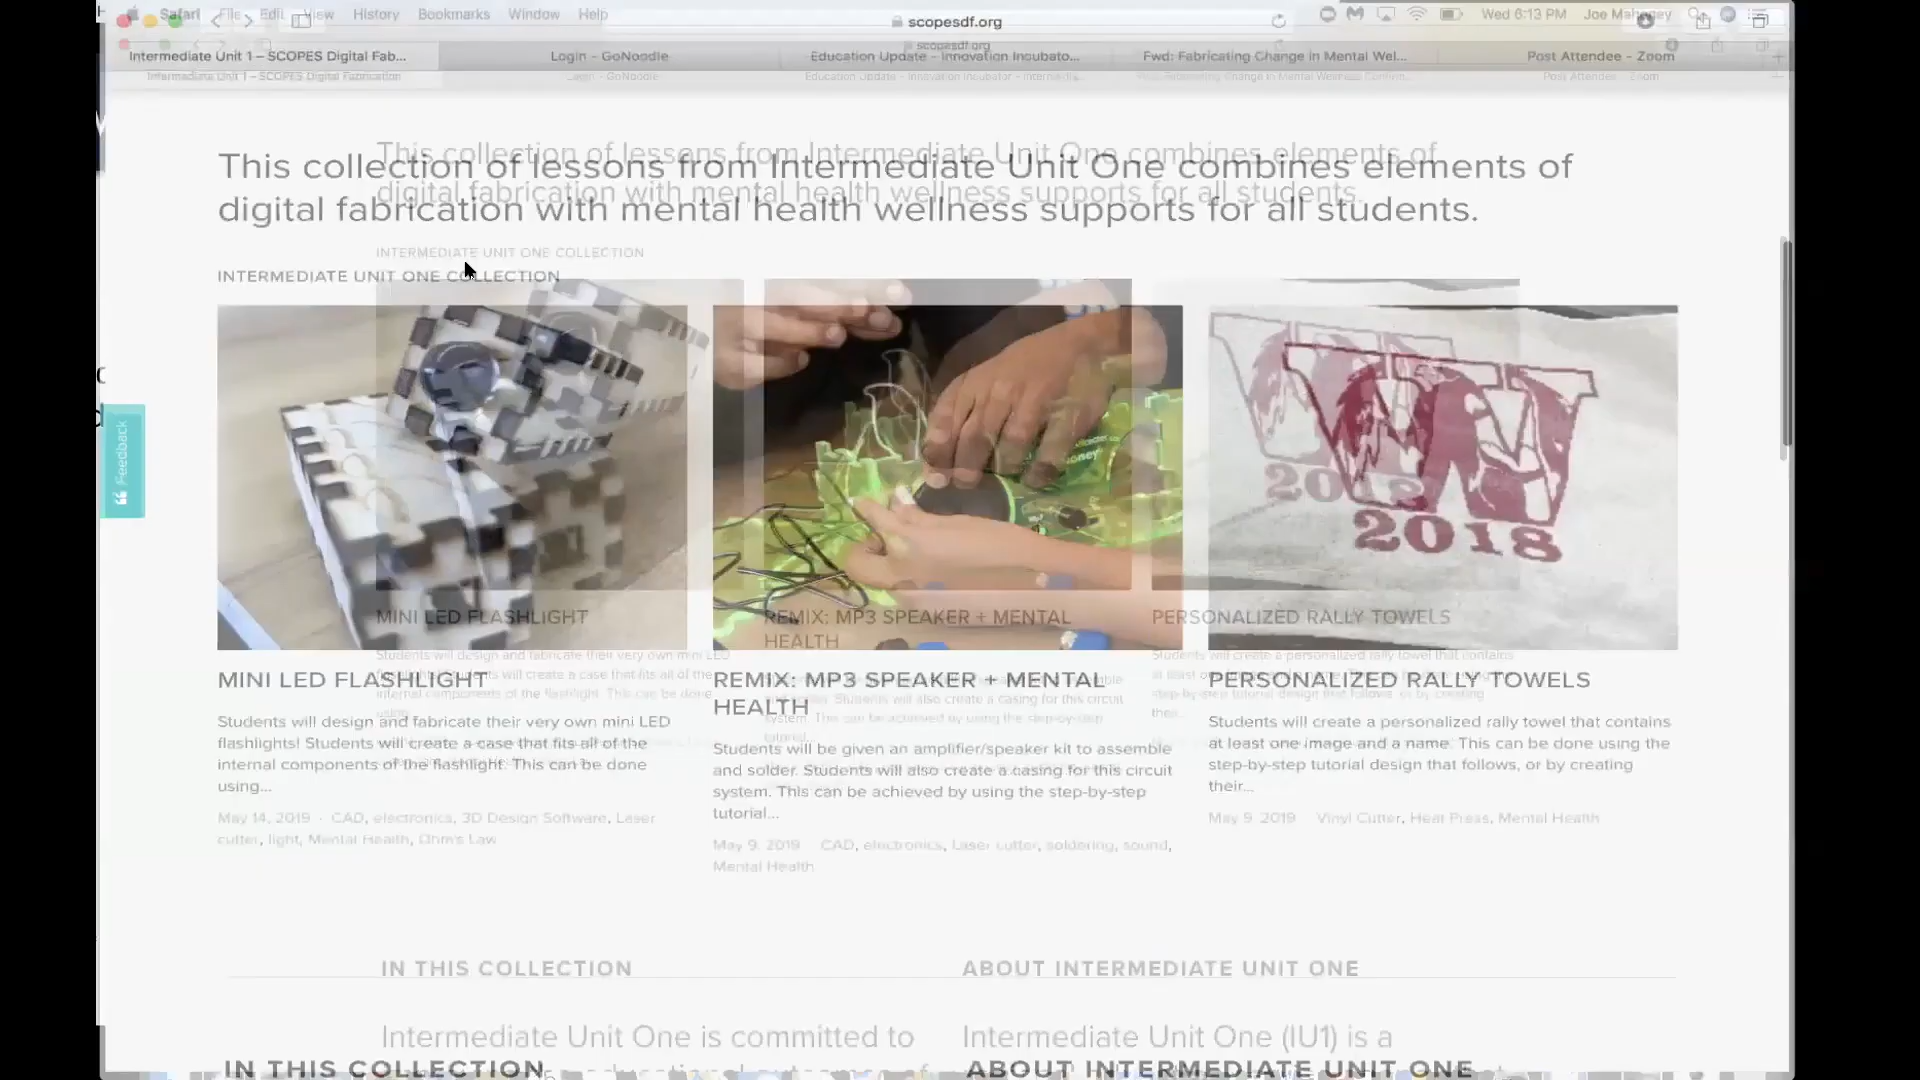 Safari File Edit View History Bookmarks Window Help
Wed 6:13 PM Joe Mahoney
scopesdf.org
Intermediate Unit 1 – SCOPES Digital Fab...
Login - GoNoodle
Education Update - Innovation Incubato...
Fwd: Fabricating Change in Mental Wel...
Post Attendee - Zoom
This collection of lessons from Intermediate Unit One combines elements of
digital fabrication with mental health wellness supports for all students.
INTERMEDIATE UNIT ONE COLLECTION
Feedback
2018
MINI LED FLASHLIGHT
Students will design and fabricate their very own mini LED
flashlights! Students will create a case that fits all of the
internal components of the flashlight. This can be done
using...
May 14, 2019 · CAD, electronics, 3D Design Software, Laser
cutter, light, Mental Health, Ohm's Law
REMIX: MP3 SPEAKER + MENTAL
HEALTH
Students will be given an amplifier/speaker kit to assemble
and solder. Students will also create a casing for this circuit
system. This can be achieved by using the step-by-step
tutorial...
May 9, 2019 CAD, electronics, Laser cutter, soldering, sound,
Mental Health
PERSONALIZED RALLY TOWELS
Students will create a personalized rally towel that contains
at least one image and a name. This can be done using the
step-by-step tutorial design that follows, or by creating
their...
May 9, 2019 Vinyl Cutter, Heat Press, Mental Health
IN THIS COLLECTION
ABOUT INTERMEDIATE UNIT ONE
Intermediate Unit One is committed to
Intermediate Unit One (IU1) is a
IN THIS COLLECTION
ABOUT INTERMEDIATE UNIT ONE